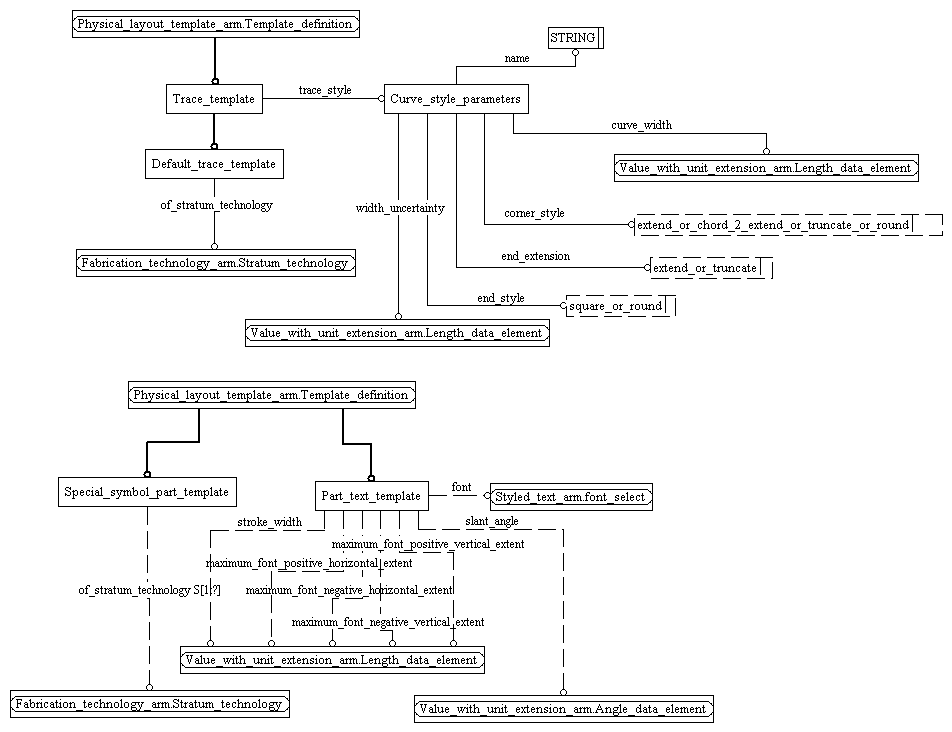 Physical_layout_template_arm.Template_definition
STRING
name
trace_style
Trace_template
Curve_style_parameters
curve_width
Default_trace_template
Value_with_unit_extension_arm.Length_data_element
of_stratum_technology
width_uncertainty
corner_style
extend_or_chord_2_extend_or_truncate_or_round
end_extension
Fabrication_technology_arm.Stratum_technology
extend_or_truncate
end_style
square_or_round
Value_with_unit_extension_arm.Length_data_element
Physical_layout_template_arm.Template_definition
Special_symbol_part_template
Part_text_template
font
Styled_text_arm.font_select
stroke_width
slant_angle
maximum_font_positive_vertical_extent
maximum_font_positive_horizontal_extent
of_stratum_technology S[1:?]
maximum_font_negative_horizontal_extent
maximum_font_negative_vertical_extent
Value_with_unit_extension_arm.Length_data_element
Fabrication_technology_arm.Stratum_technology
Value_with_unit_extension_arm.Angle_data_element